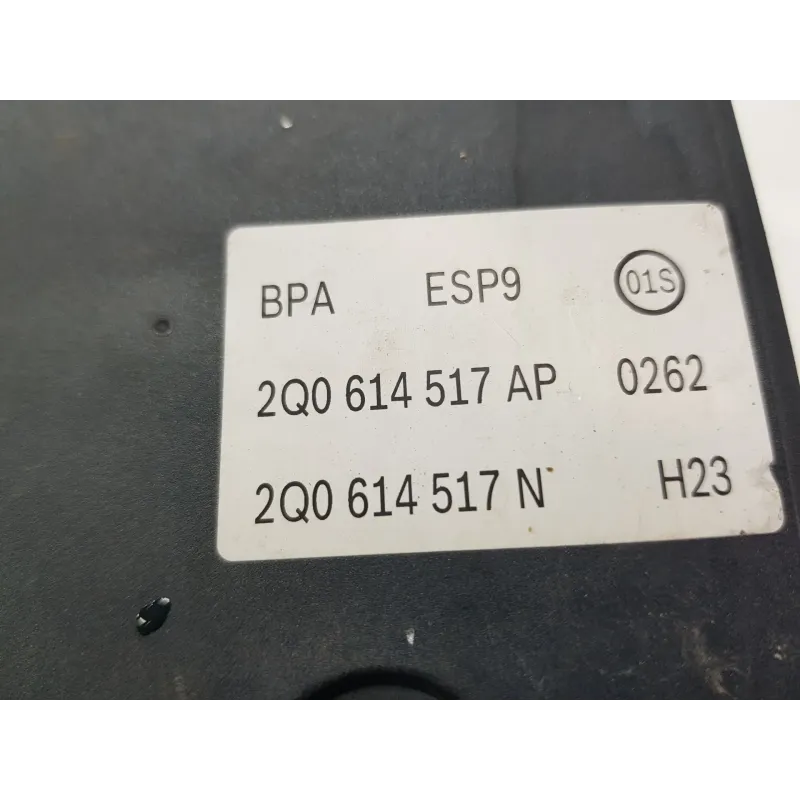 BPA ESP9 01S
2Q0 614 517 AP 0262
2Q0 614 517 N H23